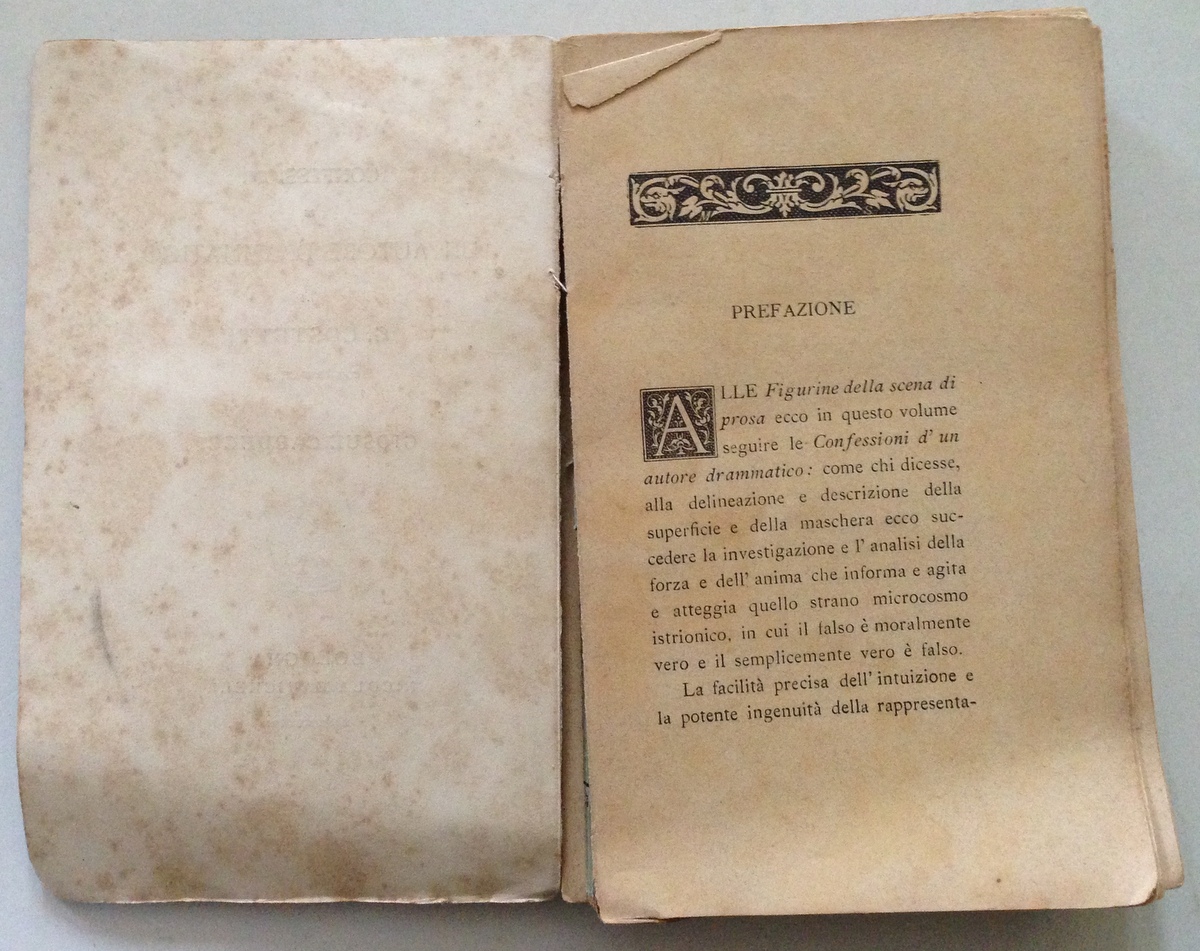 PREFAZIONE
ALLE Figurine della scena di
prosa ecco in questo volume
seguire le Confessioni d' un
autore drammatico: come chi dicesse,
alla delineazione e descrizione della
superficie e della maschera ecco suc-
cedere la investigazione e l' analisi della
forza e dell' anima che informa e agita
e atteggia quello strano microcosmo
istrionico, in cui il falso è moralmente
vero e il semplicemente vero è falso.
La facilità precisa dell' intuizione e
la potente ingenuità della rappresenta-